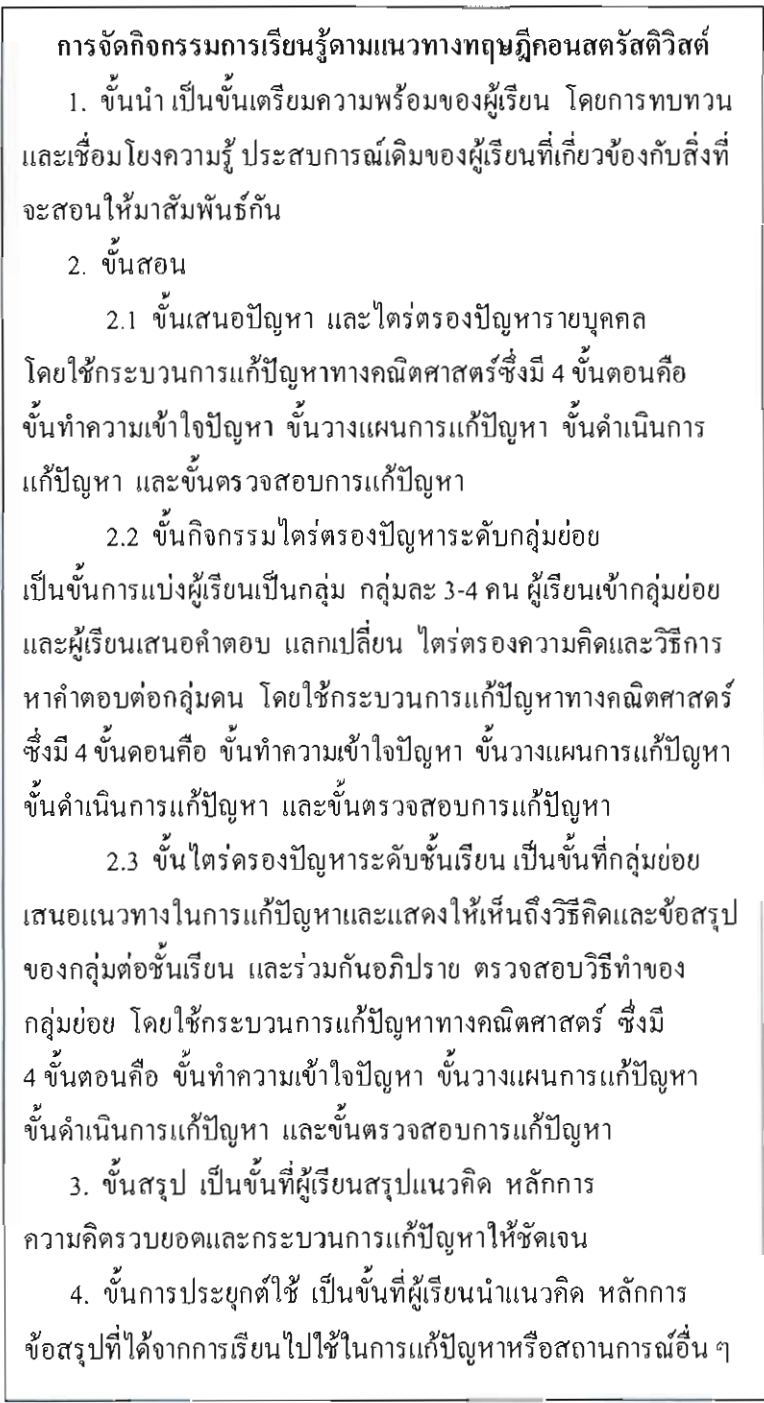 การจัดกิจกรรมการเรียนรู้ตามแนวทางทฤษฎีคอนสตรัสติวิสต์
1. ขั้นนำ เป็นขั้นเตรียมความพร้อมของผู้เรียน โดยการทบทวน
และเชื่อมโยงความรู้ ประสบการณ์เดิมของผู้เรียนที่เกี่ยวข้องกับสิ่งที่
จะสอนให้มาสัมพันธ์กัน
2. ขั้นสอน
2.1 ขั้นเสนอปัญหา และไตร่ตรองปัญหารายบุคคล
โดยใช้กระบวนการแก้ปัญหาทางคณิตศาสตร์ซึ่งมี 4 ขั้นตอนคือ
ขั้นทำความเข้าใจปัญหา ขั้นวางแผนการแก้ปัญหา ขั้นดำเนินการ
แก้ปัญหา และขั้นตรวจสอบการแก้ปัญหา
2.2 ขั้นกิจกรรมไตร่ตรองปัญหาระดับกลุ่มย่อย
เป็นขั้นการแบ่งผู้เรียนเป็นกลุ่ม กลุ่มละ 3-4 คน ผู้เรียนเข้ากลุ่มย่อย
และผู้เรียนเสนอคำตอบ แลกเปลี่ยน ไตร่ตรองความคิดและวิธีการ
หาคำตอบต่อกลุ่มตน โดยใช้กระบวนการแก้ปัญหาทางคณิตศาสตร์
ซึ่งมี 4 ขั้นตอนคือ ขั้นทำความเข้าใจปัญหา ขั้นวางแผนการแก้ปัญหา
ขั้นดำเนินการแก้ปัญหา และขั้นตรวจสอบการแก้ปัญหา
2.3 ขั้นไตร่ตรองปัญหาระดับชั้นเรียน เป็นขั้นที่กลุ่มย่อย
เสนอแนวทางในการแก้ปัญหาและแสดงให้เห็นถึงวิธีคิดและข้อสรุป
ของกลุ่มต่อชั้นเรียน และร่วมกันอภิปราย ตรวจสอบวิธีทำของ
กลุ่มย่อย โดยใช้กระบวนการแก้ปัญหาทางคณิตศาสตร์ ซึ่งมี
4 ขั้นตอนคือ ขั้นทำความเข้าใจปัญหา ขั้นวางแผนการแก้ปัญหา
ขั้นดำเนินการแก้ปัญหา และขั้นตรวจสอบการแก้ปัญหา
3. ขั้นสรุป เป็นขั้นที่ผู้เรียนสรุปแนวคิด หลักการ
ความคิดรวบยอดและกระบวนการแก้ปัญหาให้ชัดเจน
4. ขั้นการประยุกต์ใช้ เป็นขั้นที่ผู้เรียนนำแนวคิด หลักการ
ข้อสรุปที่ได้จากการเรียนไปใช้ในการแก้ปัญหาหรือสถานการณ์อื่น ๆ